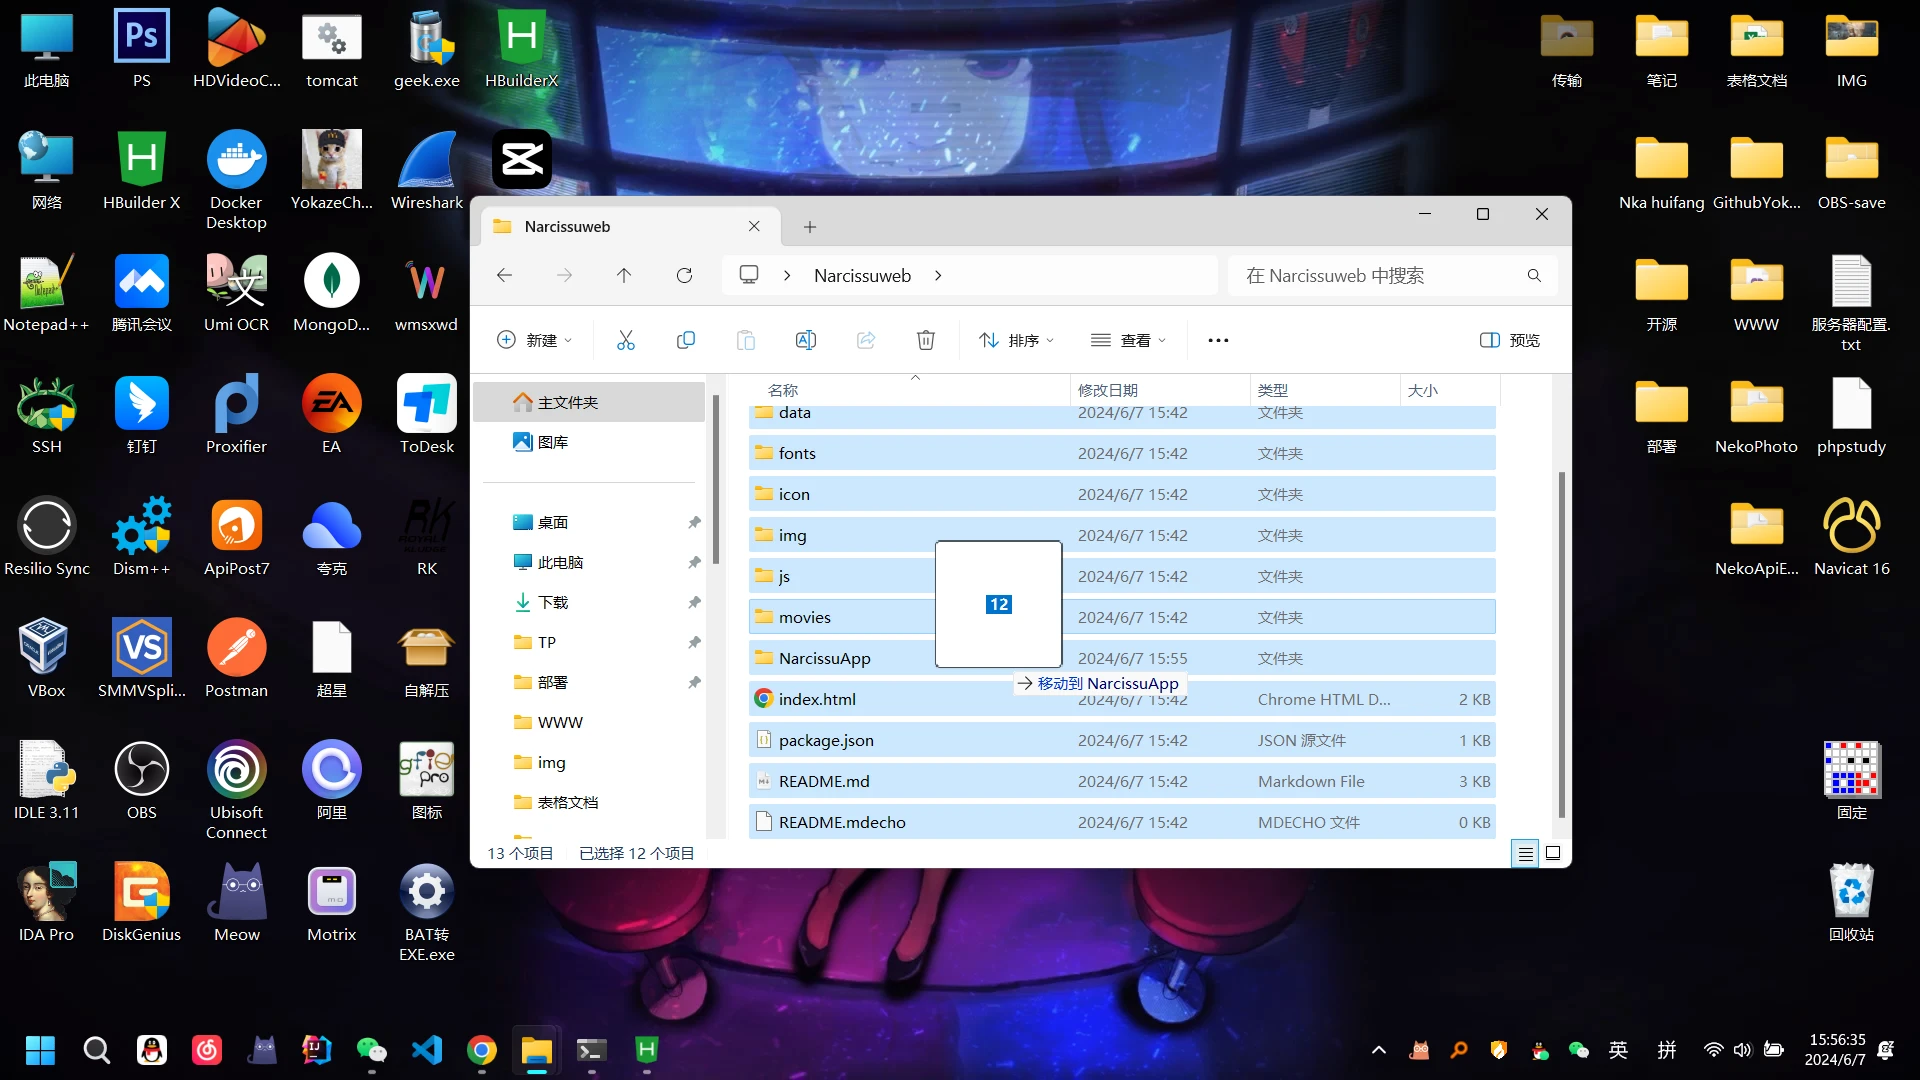 此电脑
PS
HDVideoC...
tomcat
geek.exe
HBuilderX
传输
笔记
表格文档
IMG
网络
HBuilder X
Docker
Desktop
YokazeCh...
Wireshark
Nka huifang
GithubYok...
OBS-save
Notepad++
腾讯会议
Umi OCR
MongoD...
wmsxwd
开源
WWW
服务器配置.
txt
SSH
钉钉
Proxifier
EA
ToDesk
部署
NekoPhoto
phpstudy
Resilio Sync
Dism++
ApiPost7
夸克
RK
NekoApiE...
Navicat 16
VBox
SMMVSpli...
Postman
超星
自解压
IDLE 3.11
OBS
Ubisoft
Connect
阿里
图标
固定
IDA Pro
DiskGenius
Meow
Motrix
BAT转
EXE.exe
回收站
Narcissuweb
Narcissuweb
在 Narcissuweb 中搜索
新建
排序
查看
预览
主文件夹
图库
桌面
此电脑
下载
TP
部署
WWW
img
表格文档
名称 修改日期 类型 大小
data 2024/6/7 15:42 文件夹
fonts 2024/6/7 15:42 文件夹
icon 2024/6/7 15:42 文件夹
img 2024/6/7 15:42 文件夹
js 2024/6/7 15:42 文件夹
movies 2024/6/7 15:42 文件夹
NarcissuApp 2024/6/7 15:55 文件夹
index.html 2024/6/7 15:42 Chrome HTML D... 2 KB
package.json 2024/6/7 15:42 JSON 源文件 1 KB
README.md 2024/6/7 15:42 Markdown File 3 KB
README.mdecho 2024/6/7 15:42 MDECHO 文件 0 KB
12
移动到 NarcissuApp
13 个项目 已选择 12 个项目
英
拼
15:56:35
2024/6/7